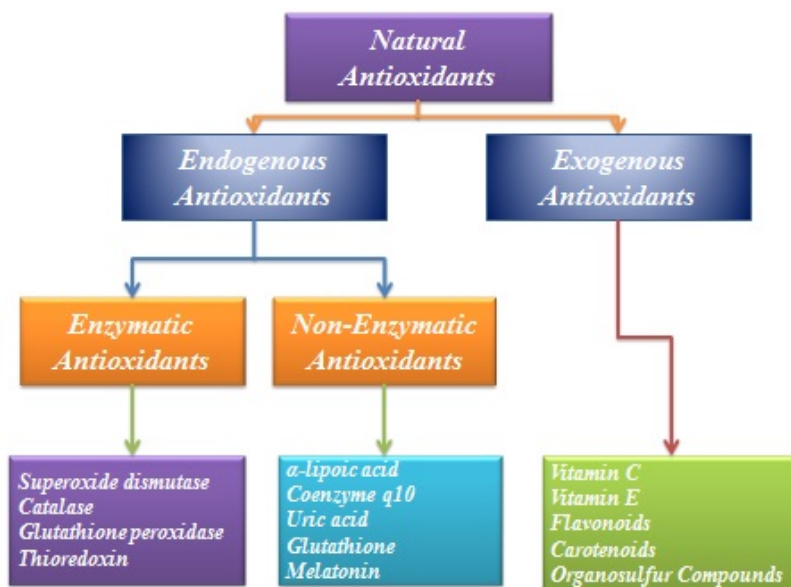 Natural
Antioxidants
Endogenous
Antioxidants
Exogenous
Antioxidants
Enzymatic
Antioxidants
Non-Enzymatic
Antioxidants
Superoxide dismutase
Catalase
Glutathione peroxidase
Thioredoxin
α-lipoic acid
Coenzyme q10
Uric acid
Glutathione
Melatonin
Vitamin C
Vitamin E
Flavonoids
Carotenoids
Organosulfur Compounds